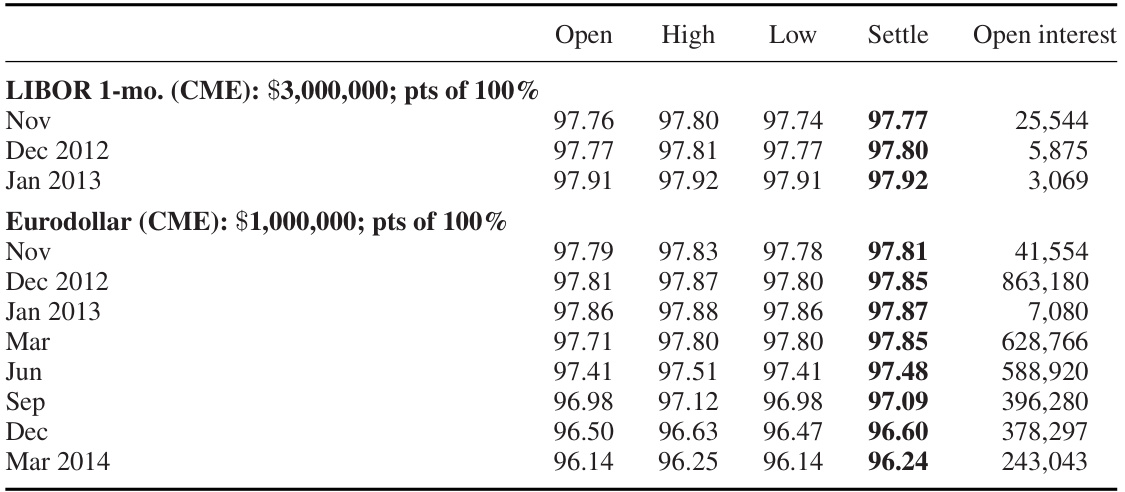 Open High Low Settle Open interest
LIBOR 1-mo. (CME): $3,000,000; pts of 100%
Nov 97.76 97.80 97.74 97.77 25,544
Dec 2012 97.77 97.81 97.77 97.80 5,875
Jan 2013 97.91 97.92 97.91 97.92 3,069
Eurodollar (CME): $1,000,000; pts of 100%
Nov 97.79 97.83 97.78 97.81 41,554
Dec 2012 97.81 97.87 97.80 97.85 863,180
Jan 2013 97.86 97.88 97.86 97.87 7,080
Mar 97.71 97.80 97.80 97.85 628,766
Jun 97.41 97.51 97.41 97.48 588,920
Sep 96.98 97.12 96.98 97.09 396,280
Dec 96.50 96.63 96.47 96.60 378,297
Mar 2014 96.14 96.25 96.14 96.24 243,043